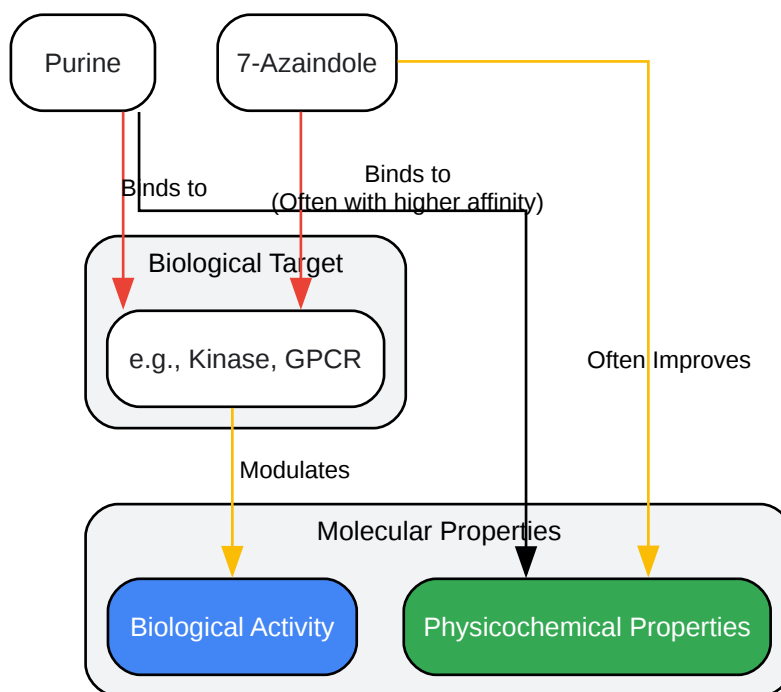 Purine
7-Azaindole
Binds to
Binds to
(Often with higher affinity)
Biological Target
e.g., Kinase, GPCR
Often Improves
Modulates
Molecular Properties
Biological Activity
Physicochemical Properties